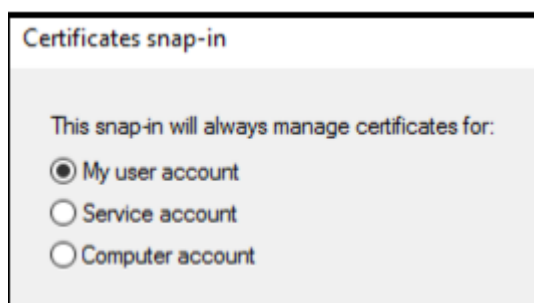 Certificates snap-in
This snap-in will always manage certificates for:
My user account
Service account
Computer account